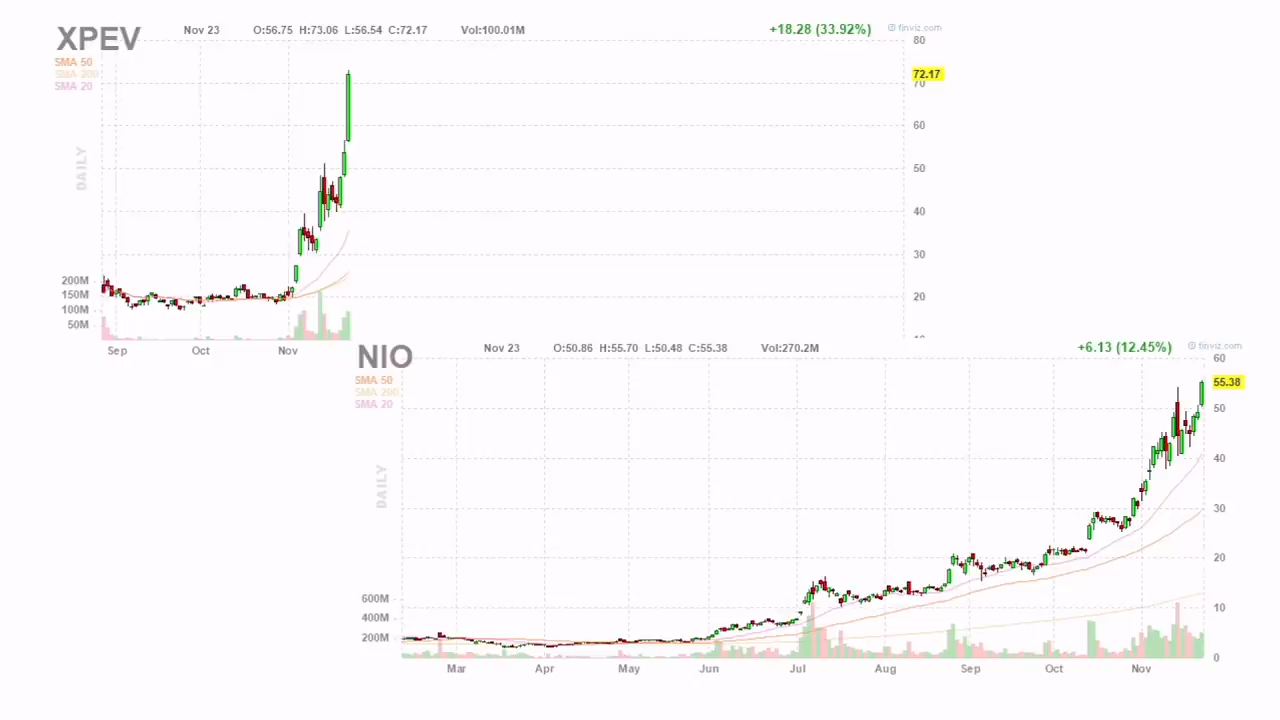 XPEV Nov 23 O:56.75 H:73.06 L:56.54 C:72.17 Vol:100.01M +18.28 (33.92%) © finviz.com
SMA 50
SMA 200
SMA 20
DAILY
80
72.17
70
60
50
40
30
20
10
200M
150M
100M
50M
Sep Oct Nov
NIO Nov 23 O:50.86 H:55.70 L:50.48 C:55.38 Vol:270.2M +6.13 (12.45%) © finviz.com
SMA 50
SMA 200
SMA 20
DAILY
60
55.38
50
40
30
20
10
0
600M
400M
200M
Mar Apr May Jun Jul Aug Sep Oct Nov